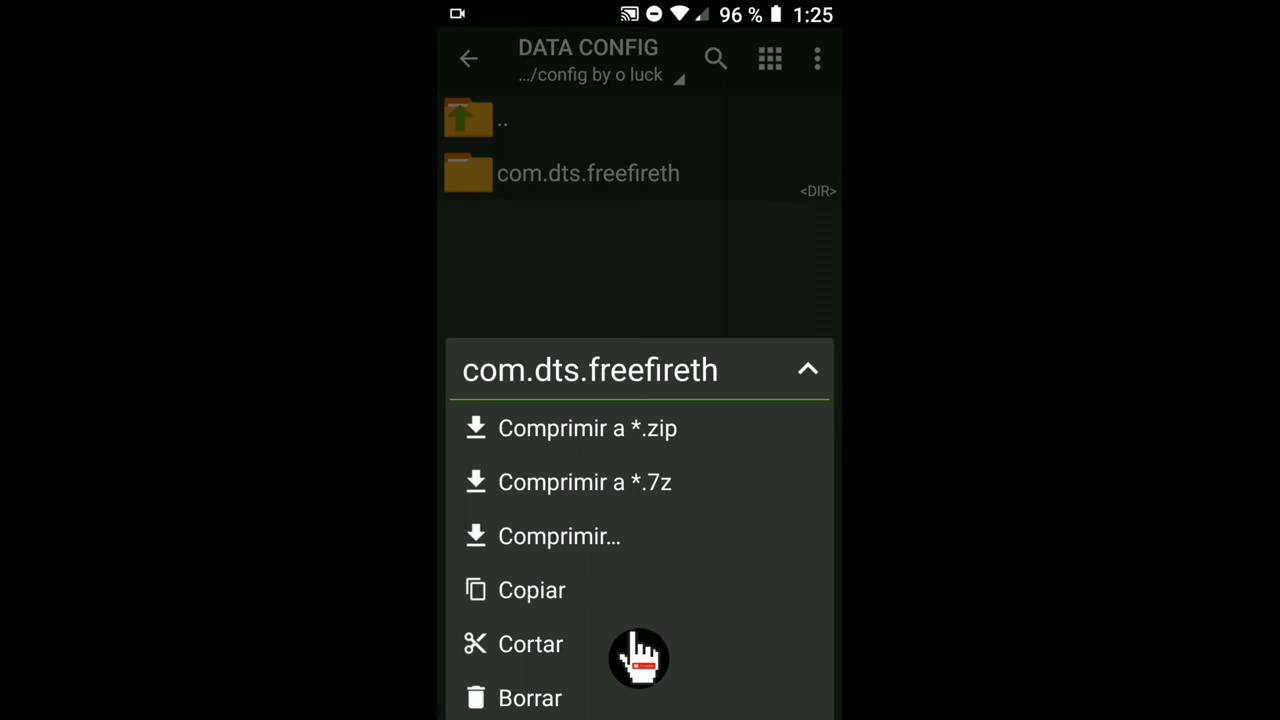 96 % 1:25
DATA CONFIG
…/config by o luck
..
com.dts.freefireth
<DIR>
com.dts.freefireth
Comprimir a *.zip
Comprimir a *.7z
Comprimir…
Copiar
Cortar
Borrar